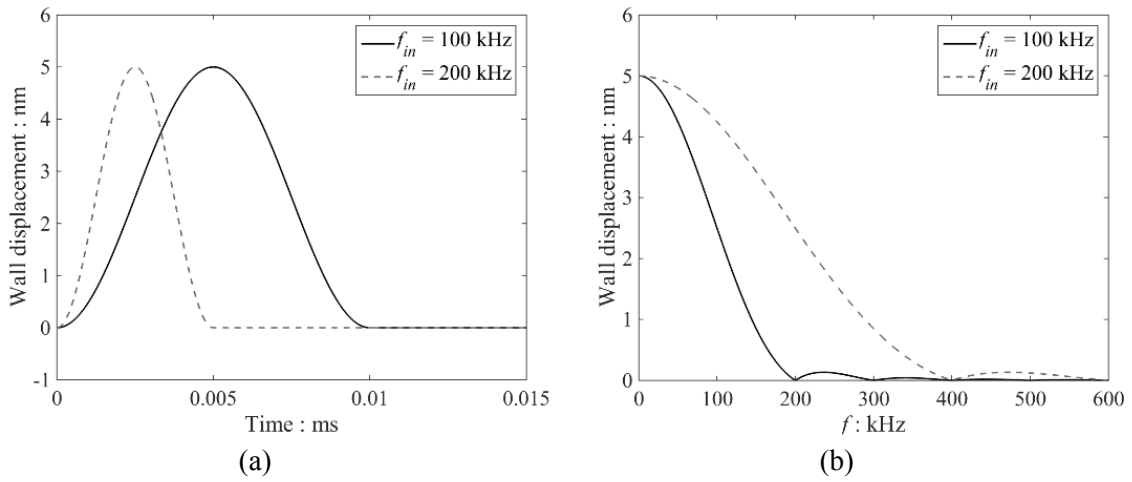 6
5
4
3
2
1
0
-1
Wall displacement : nm
f_in = 100 kHz
f_in = 200 kHz
0
0.005
0.01
0.015
Time : ms
(a)
6
5
4
3
2
1
0
Wall displacement : nm
f_in = 100 kHz
f_in = 200 kHz
0
100
200
300
400
500
600
f : kHz
(b)